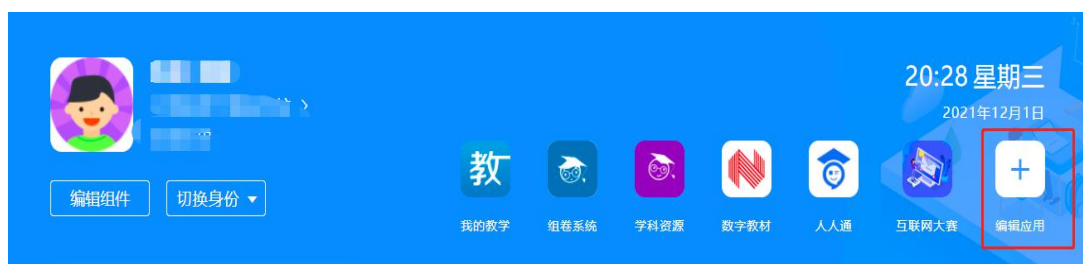 20:28 星期三
2021年12月1日
编辑组件
切换身份
教
我的教学
组卷系统
学科资源
数字教材
人人通
互联网大赛
编辑应用